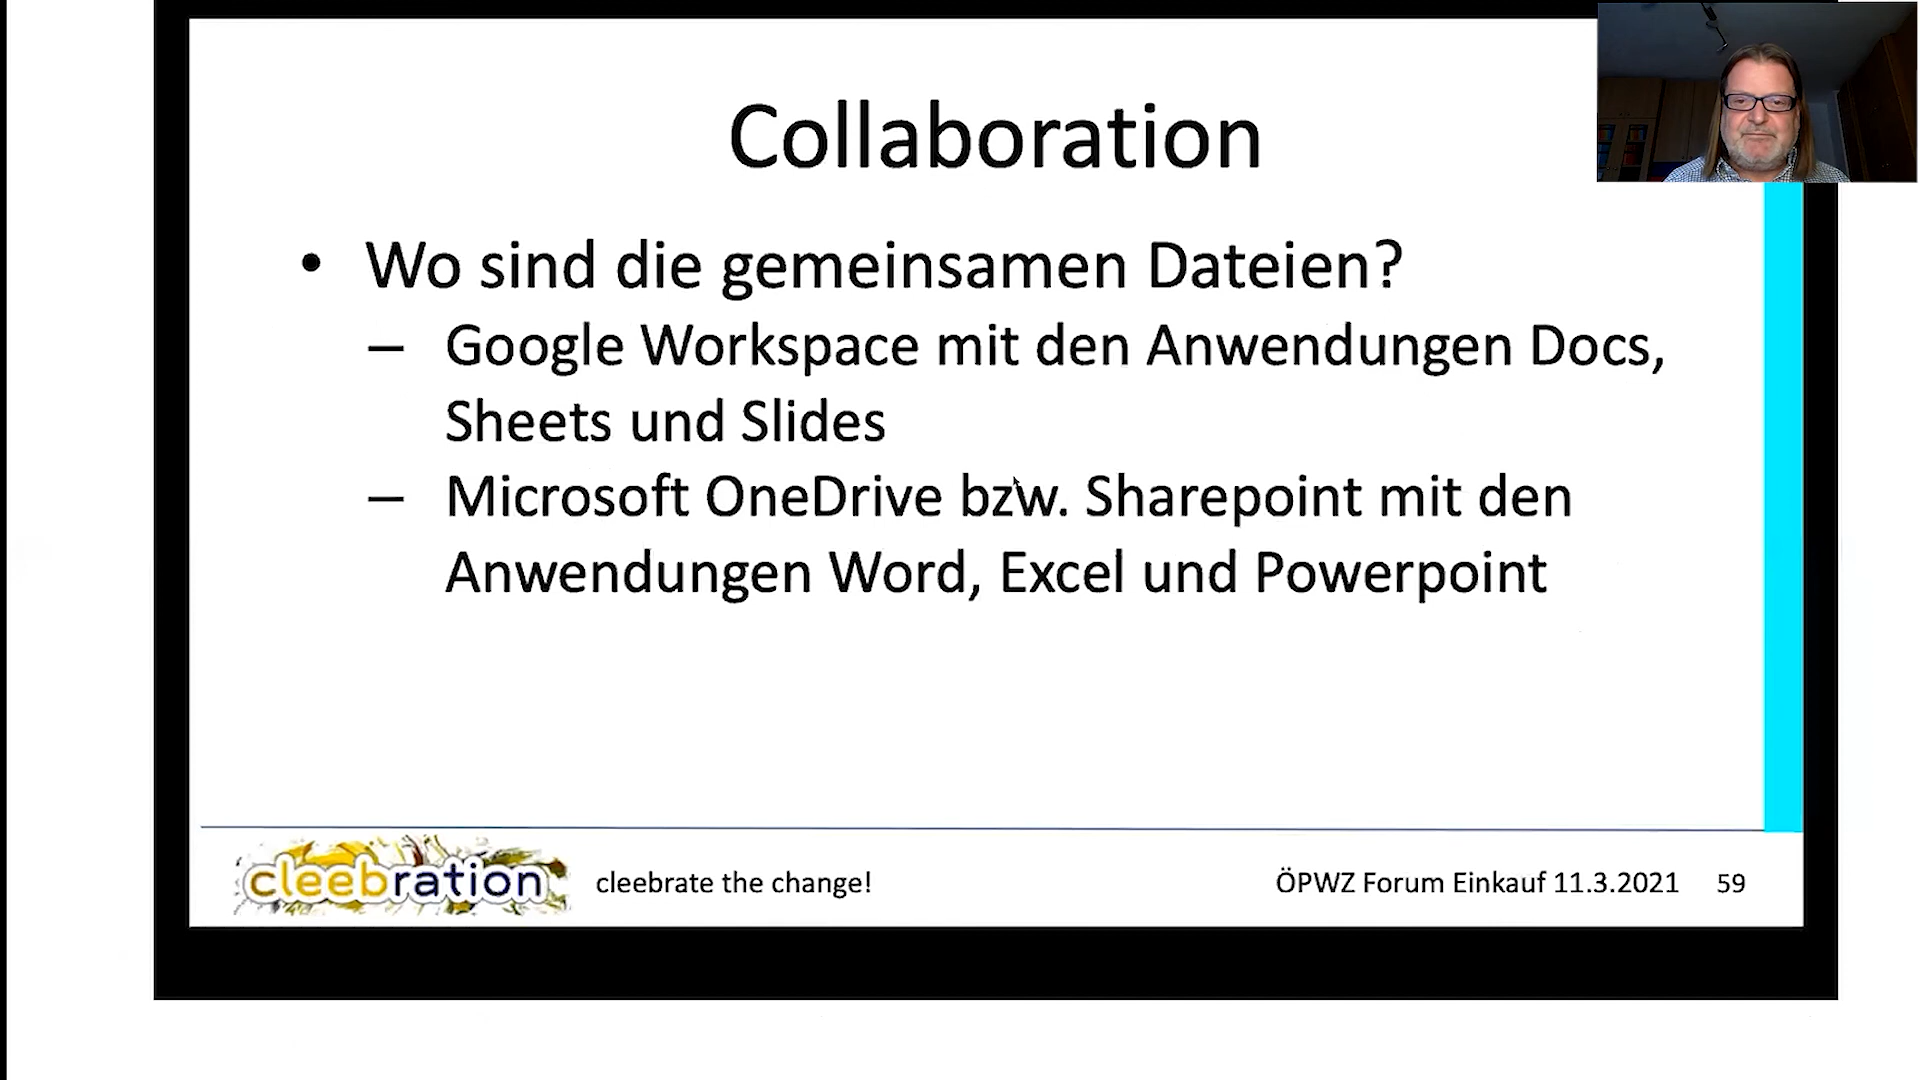 Collaboration
• Wo sind die gemeinsamen Dateien?
– Google Workspace mit den Anwendungen Docs,
Sheets und Slides
– Microsoft OneDrive bzw. Sharepoint mit den
Anwendungen Word, Excel und Powerpoint
cleebration
cleebrate the change!
ÖPWZ Forum Einkauf 11.3.2021
59